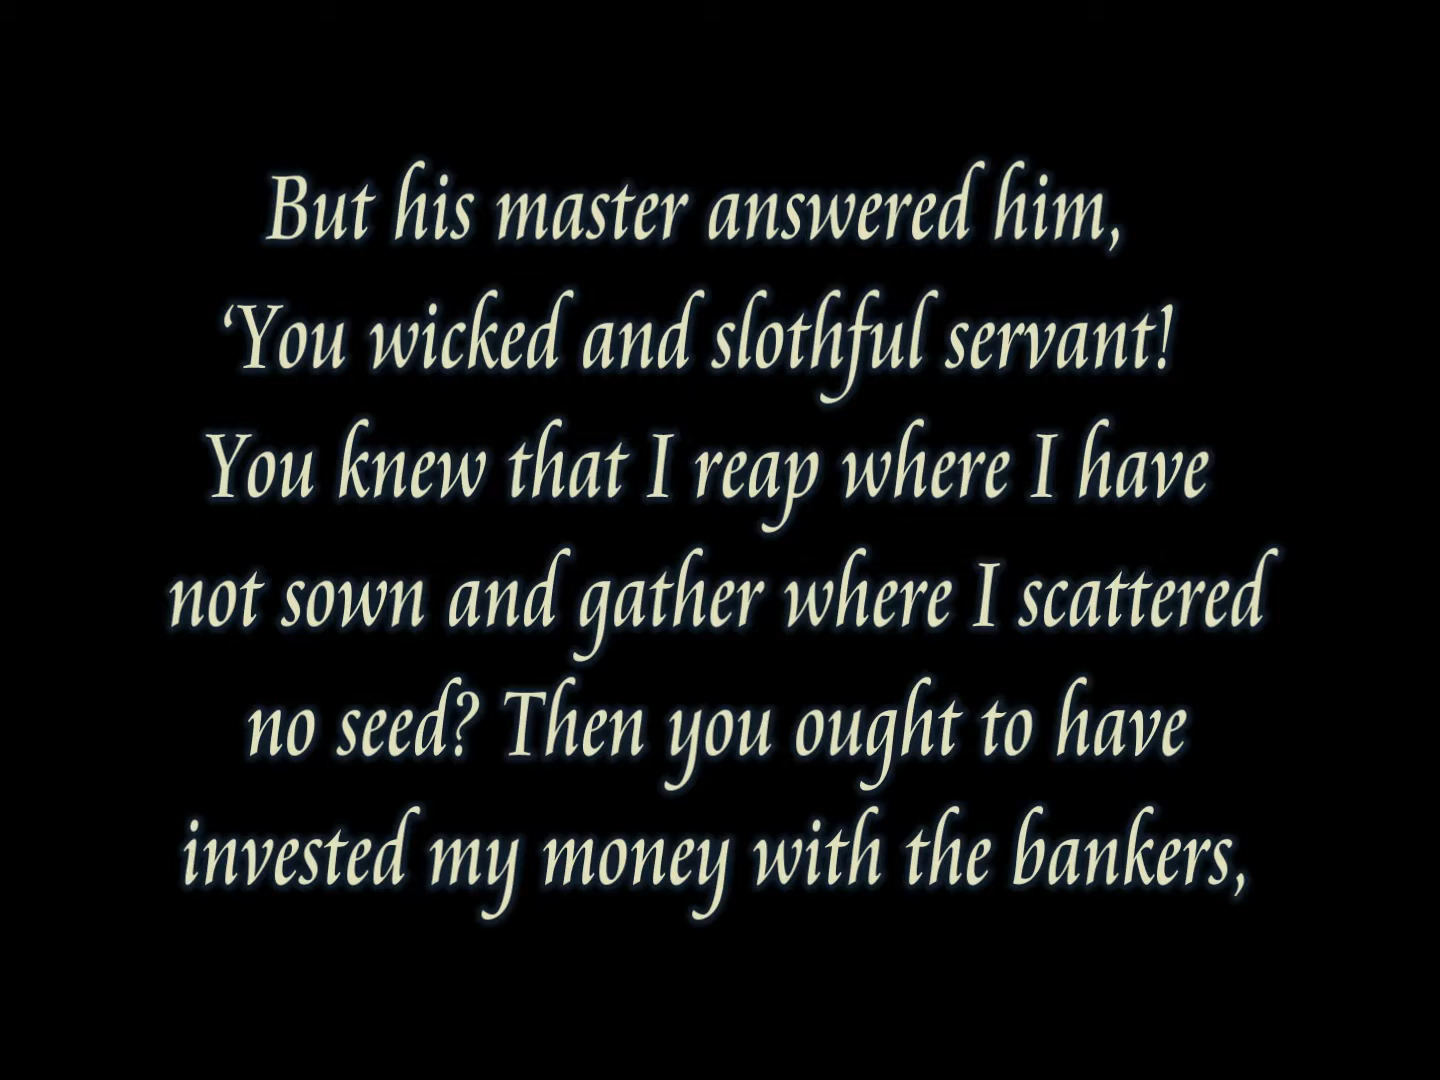 But his master answered him,
‘You wicked and slothful servant!
You knew that I reap where I have
not sown and gather where I scattered
no seed? Then you ought to have
invested my money with the bankers,